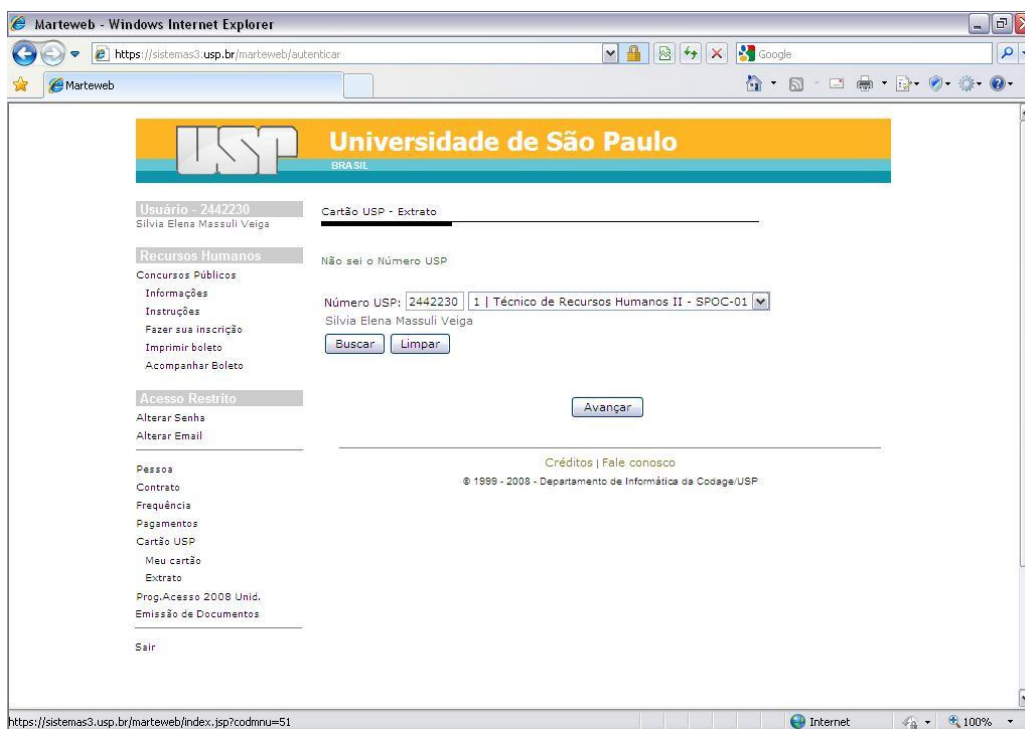 Marteweb - Windows Internet Explorer
https://sistemas3.usp.br/marteweb/autenticar
Google
Marteweb
USP
Universidade de São Paulo
BRASIL
Usuário - 2442230
Silvia Elena Massuli Veiga
Recursos Humanos
Concursos Públicos
Informações
Instruções
Fazer sua inscrição
Imprimir boleto
Acompanhar Boleto
Acesso Restrito
Alterar Senha
Alterar Email
Pessoa
Contrato
Frequência
Pagamentos
Cartão USP
Meu cartão
Extrato
Prog.Acesso 2008 Unid.
Emissão de Documentos
Sair
Cartão USP - Extrato
Não sei o Número USP
Número USP: 2442230 1 | Técnico de Recursos Humanos II - SPOC-01
Silvia Elena Massuli Veiga
Buscar Limpar
Avançar
Créditos | Fale conosco
© 1999 - 2008 - Departamento de Informática da Codage/USP
https://sistemas3.usp.br/marteweb/index.jsp?codmnu=51
Internet
100%